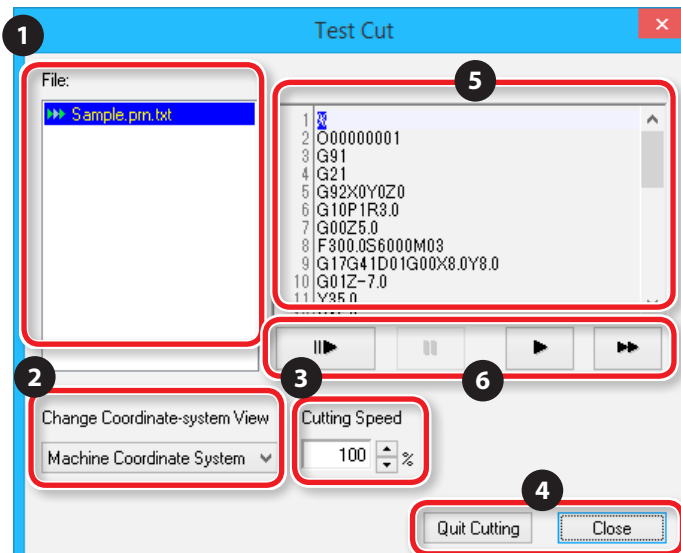 Test Cut
1
File:
Sample.prn.txt
5
1 %
2 O00000001
3 G91
4 G21
5 G92X0Y0Z0
6 G10P1R3.0
7 G00Z5.0
8 F300.0S6000M03
9 G17G41D01G00X8.0Y8.0
10 G01Z-7.0
11 Y35.0
6
2
Change Coordinate-system View
Machine Coordinate System
3
Cutting Speed
100 %
4
Quit Cutting
Close